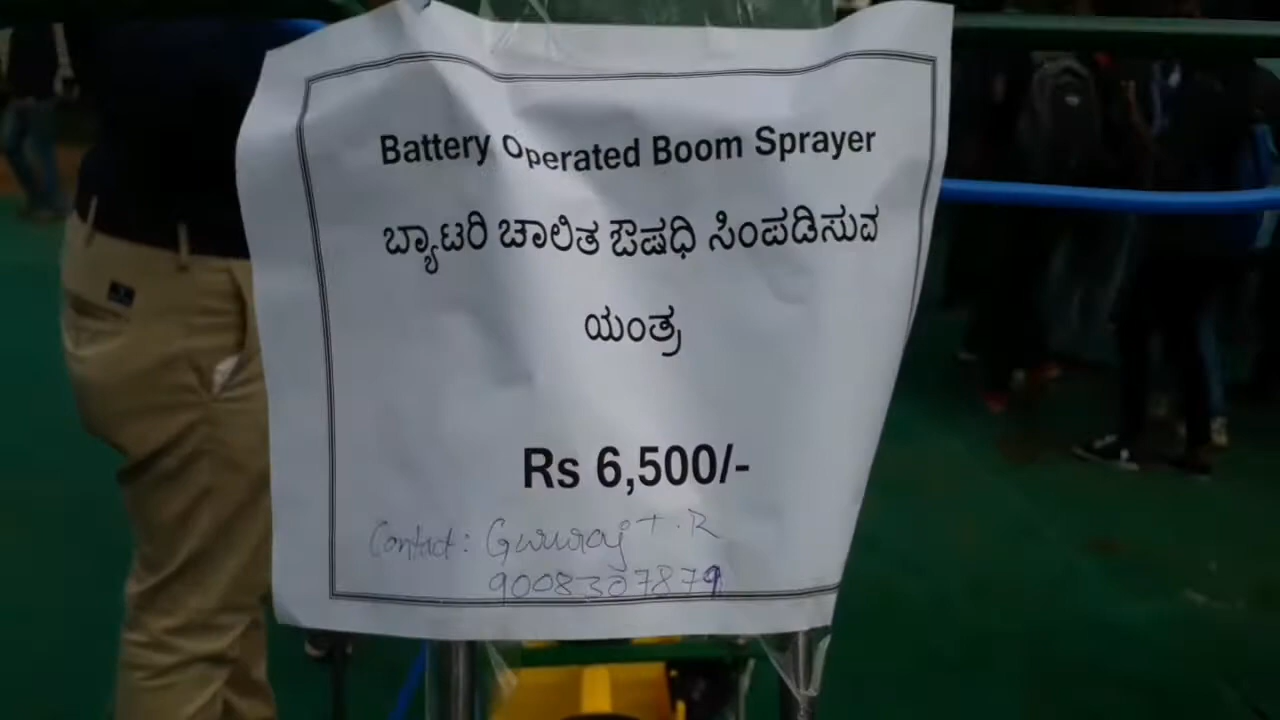 Battery Operated Boom Sprayer
ಬ್ಯಾಟರಿ ಚಾಲಿತ ಔಷಧಿ ಸಿಂಪಡಿಸುವ
ಯಂತ್ರ
Rs 6,500/-
Contact: Gururaj T.R
9008307879